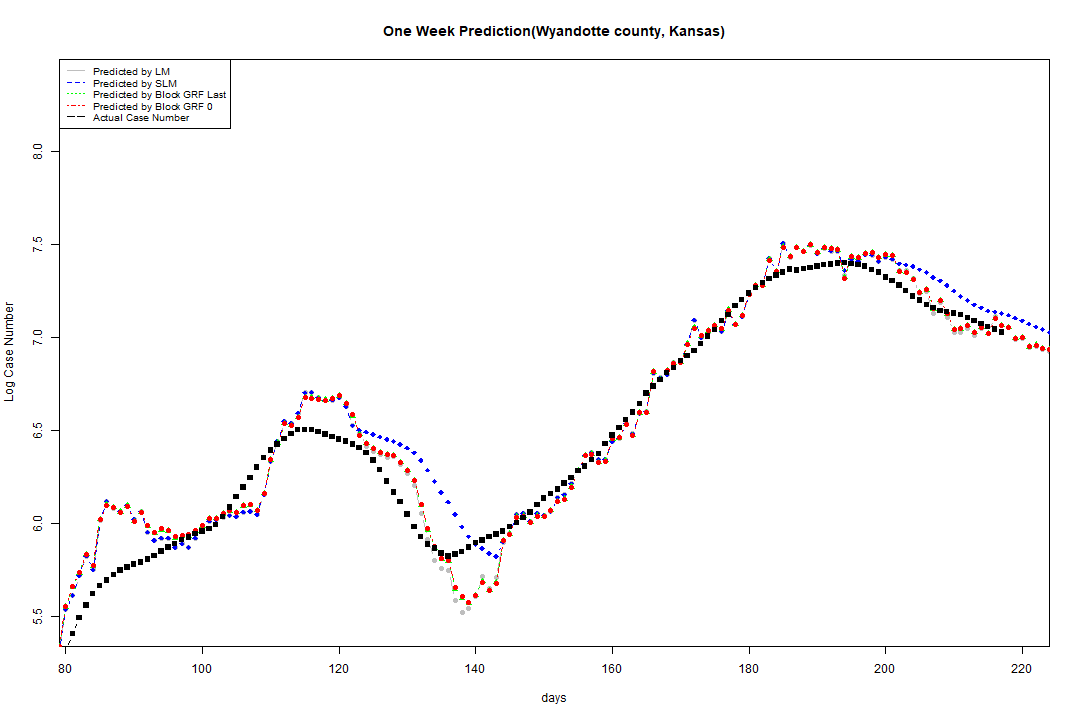 One Week Prediction(Wyandotte county, Kansas)
Predicted by LM
Predicted by SLM
Predicted by Block GRF Last
Predicted by Block GRF 0
Actual Case Number
8.0
7.5
7.0
6.5
6.0
5.5
Log Case Number
80 100 120 140 160 180 200 220
days